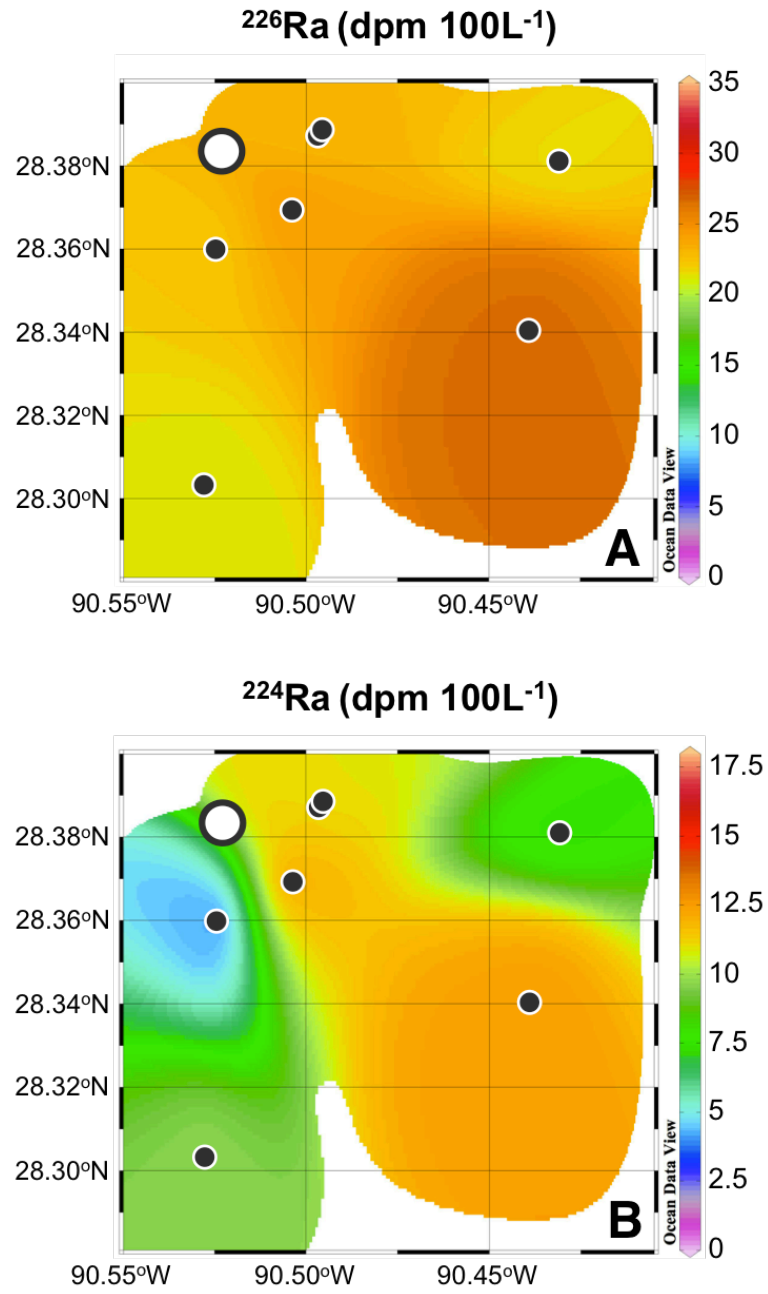 ²²⁶Ra (dpm 100L⁻¹)
35
30
28.38ºN
25
28.36ºN
20
28.34ºN
15
28.32ºN
10
28.30ºN
5
0
Ocean Data View
A
90.55ºW 90.50ºW 90.45ºW
²²⁴Ra (dpm 100L⁻¹)
17.5
28.38ºN
15
28.36ºN
12.5
10
28.34ºN
7.5
28.32ºN
5
28.30ºN
2.5
0
Ocean Data View
B
90.55ºW 90.50ºW 90.45ºW